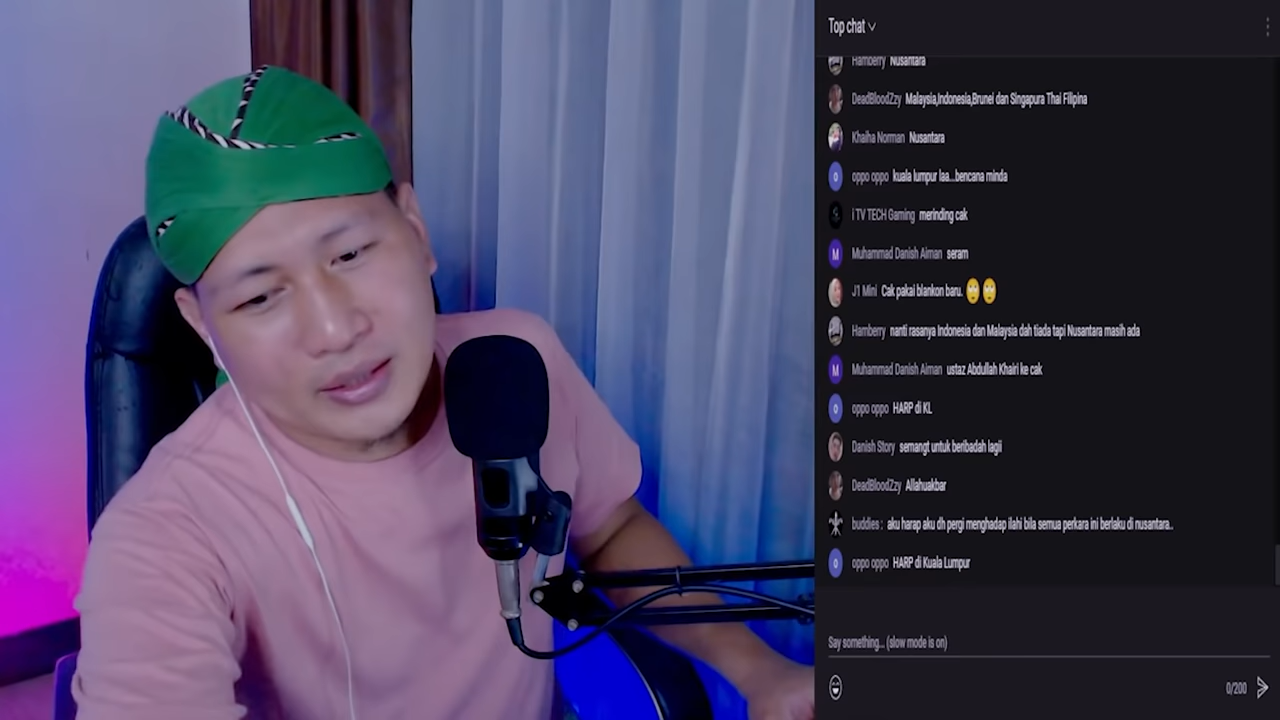 Top chat
Hamberry Nusantara
DeadBloodZzy Malaysia,Indonesia,Brunei dan Singapura Thai Filipina
Khaiha Norman Nusantara
oppo oppo kuala lumpur laa...bencana minda
i TV TECH Gaming merinding cak
M Muhammad Danish Aiman seram
J1 Mini Cak pakai blankon baru. 🙄🙄
Hamberry nanti rasanya Indonesia dan Malaysia dah tiada tapi Nusantara masih ada
M Muhammad Danish Aiman ustaz Abdullah Khairi ke cak
oppo oppo HARP di KL
Danish Story semangt untuk beribadah lagii
DeadBloodZzy Allahuakbar
buddies : aku harap aku dh pergi menghadap ilahi bila semua perkara ini berlaku di nusantara..
oppo oppo HARP di Kuala Lumpur
Say something... (slow mode is on)
0/200